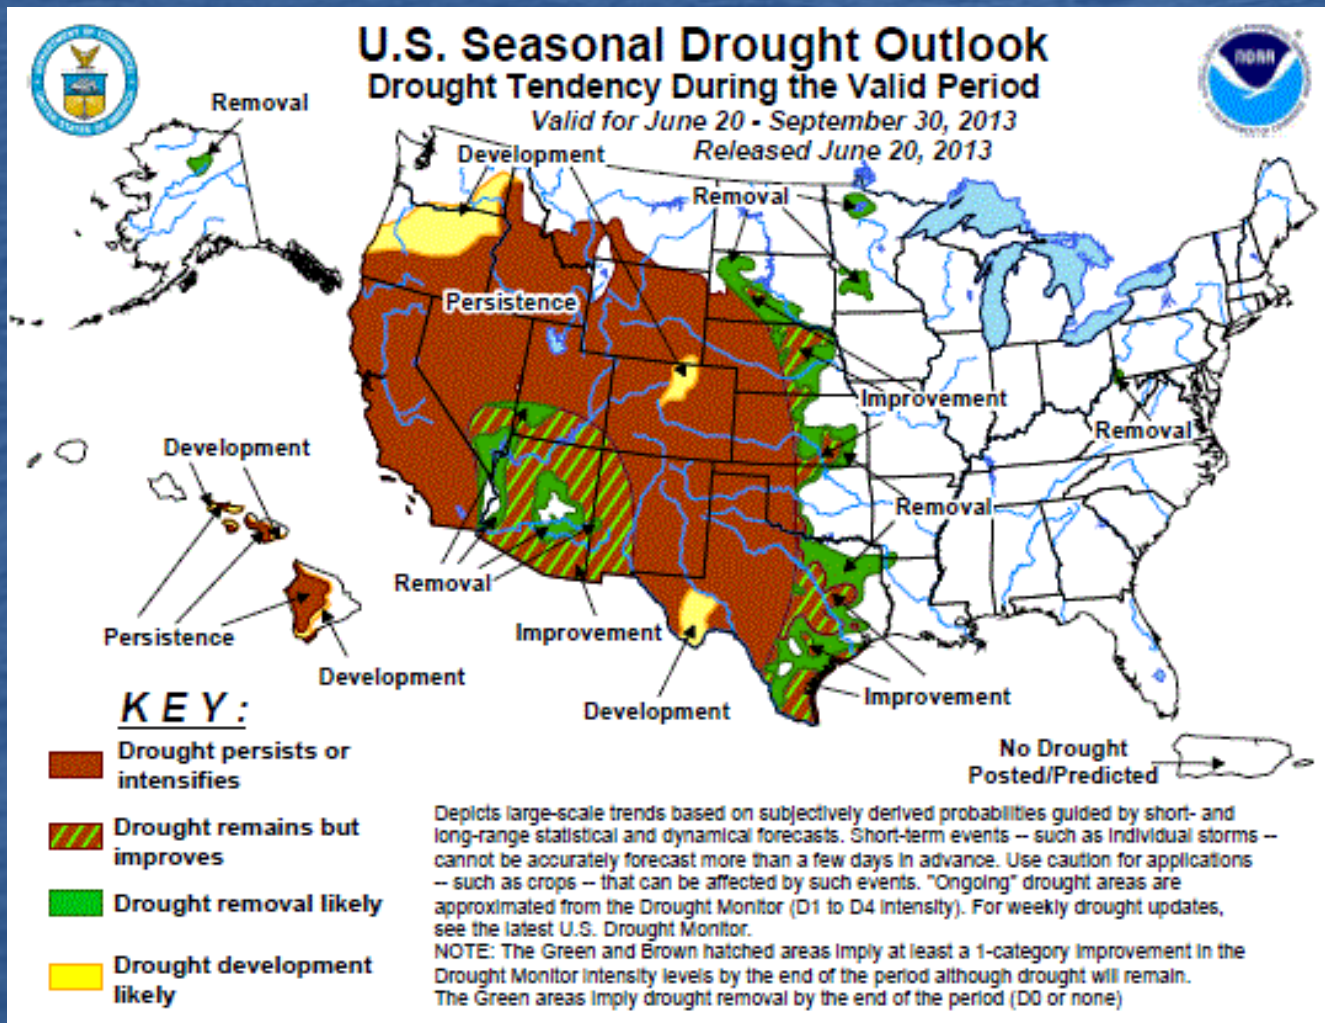 U.S. Seasonal Drought Outlook
Drought Tendency During the Valid Period
Valid for June 20 - September 30, 2013
Released June 20, 2013
NOAA
Removal
Development
Removal
Persistence
Improvement
Removal
Development
Removal
Removal
Persistence
Improvement
Development
Development
Improvement
No Drought
Posted/Predicted
KEY:
Drought persists or
intensifies
Drought remains but
improves
Drought removal likely
Drought development
likely
Depicts large-scale trends based on subjectively derived probabilities guided by short- and
long-range statistical and dynamical forecasts. Short-term events -- such as individual storms --
cannot be accurately forecast more than a few days in advance. Use caution for applications
-- such as crops -- that can be affected by such events. "Ongoing" drought areas are
approximated from the Drought Monitor (D1 to D4 intensity). For weekly drought updates,
see the latest U.S. Drought Monitor.
NOTE: The Green and Brown hatched areas imply at least a 1-category improvement in the
Drought Monitor intensity levels by the end of the period although drought will remain.
The Green areas imply drought removal by the end of the period (D0 or none)